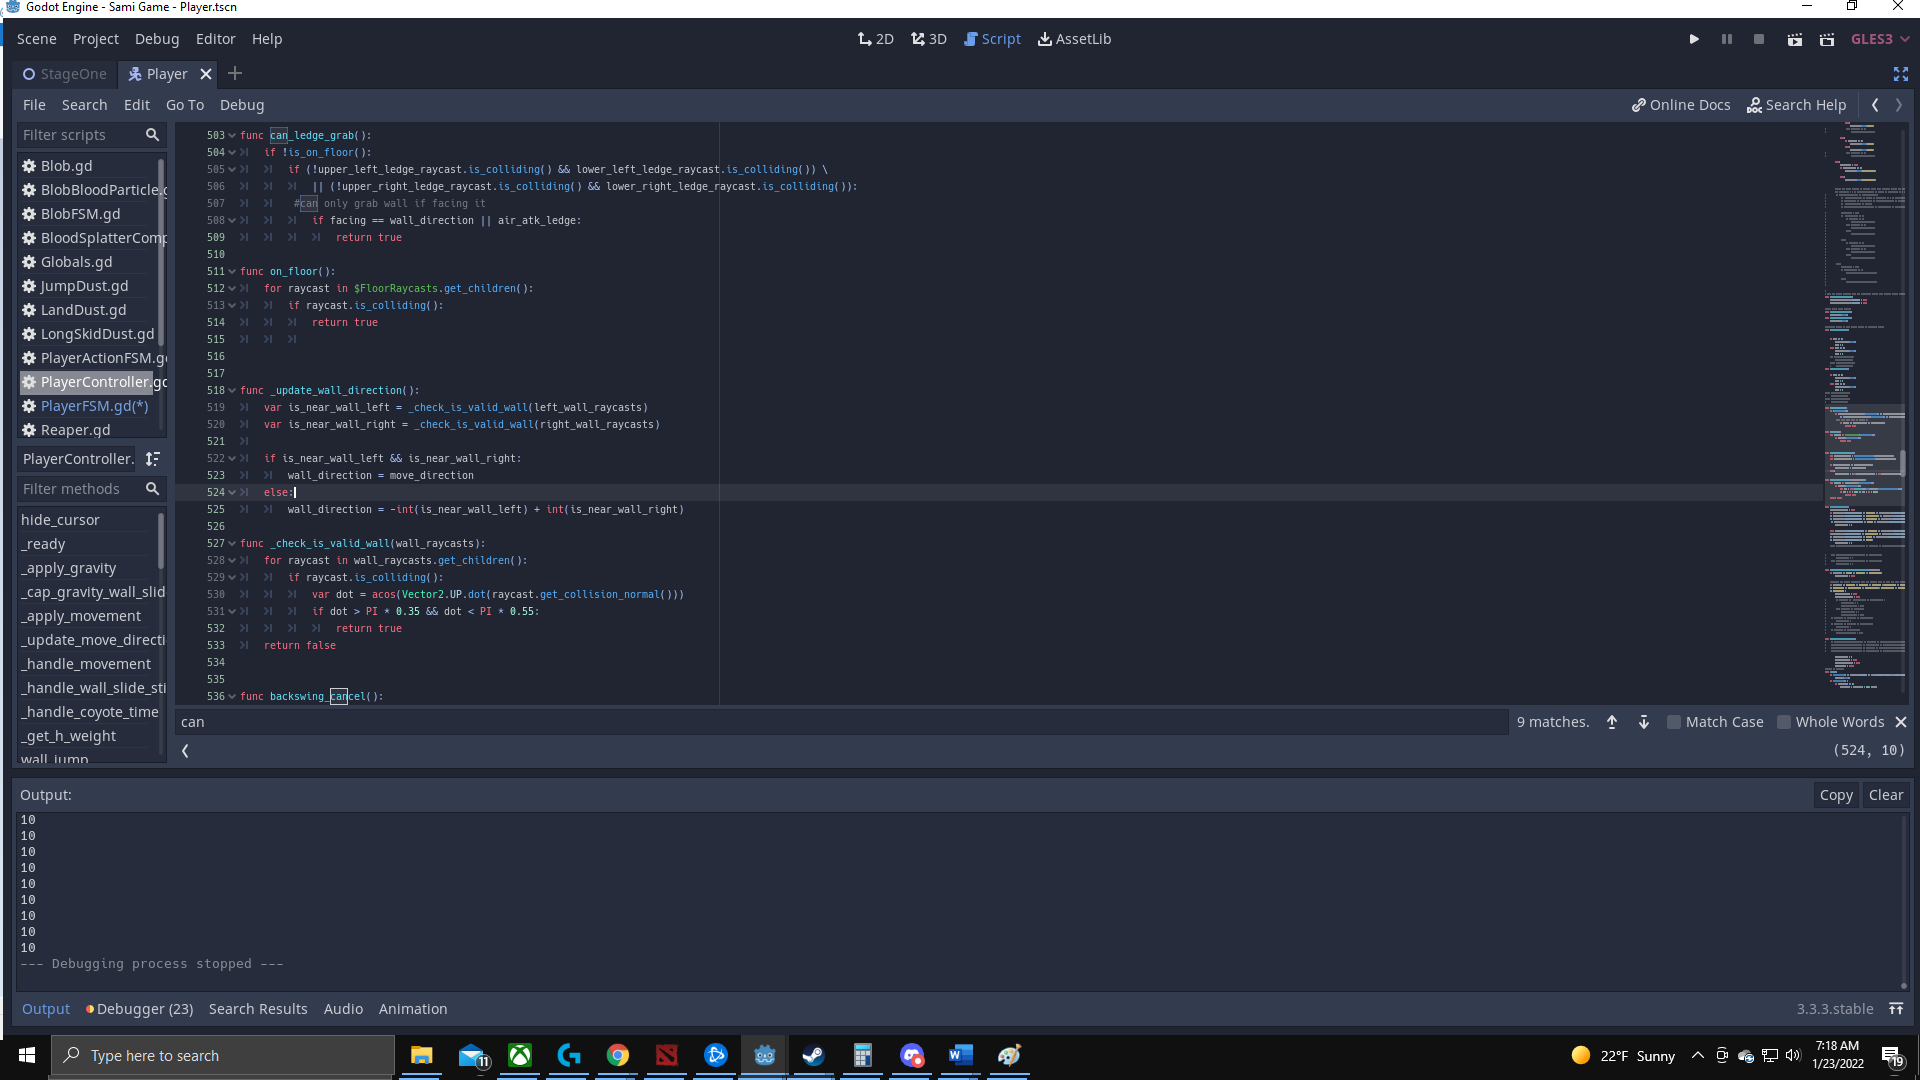 Godot Engine - Sami Game - Player.tscn
Scene Project Debug Editor Help
2D 3D Script AssetLib
GLES3
StageOne Player
File Search Edit Go To Debug
Online Docs Search Help
Filter scripts
Blob.gd
BlobBloodParticle.g
BlobFSM.gd
BloodSplatterComp
Globals.gd
JumpDust.gd
LandDust.gd
LongSkidDust.gd
PlayerActionFSM.gd
PlayerController.gd
PlayerFSM.gd(*)
Reaper.gd
PlayerController.
Filter methods
hide_cursor
_ready
_apply_gravity
_cap_gravity_wall_slid
_apply_movement
_update_move_directi
_handle_movement
_handle_wall_slide_sti
_handle_coyote_time
_get_h_weight
wall_jump
503 func can_ledge_grab():
504 if !is_on_floor():
505 if (!upper_left_ledge_raycast.is_colliding() && lower_left_ledge_raycast.is_colliding()) \
506 || (!upper_right_ledge_raycast.is_colliding() && lower_right_ledge_raycast.is_colliding()):
507 #can only grab wall if facing it
508 if facing == wall_direction || air_atk_ledge:
509 return true
510
511 func on_floor():
512 for raycast in $FloorRaycasts.get_children():
513 if raycast.is_colliding():
514 return true
515
516
517
518 func _update_wall_direction():
519 var is_near_wall_left = _check_is_valid_wall(left_wall_raycasts)
520 var is_near_wall_right = _check_is_valid_wall(right_wall_raycasts)
521
522 if is_near_wall_left && is_near_wall_right:
523 wall_direction = move_direction
524 else:
525 wall_direction = -int(is_near_wall_left) + int(is_near_wall_right)
526
527 func _check_is_valid_wall(wall_raycasts):
528 for raycast in wall_raycasts.get_children():
529 if raycast.is_colliding():
530 var dot = acos(Vector2.UP.dot(raycast.get_collision_normal()))
531 if dot > PI * 0.35 && dot < PI * 0.55:
532 return true
533 return false
534
535
536 func backswing_cancel():
can
9 matches. Match Case Whole Words
(524, 10)
Output:
Copy Clear
10
10
10
10
10
10
10
10
10
--- Debugging process stopped ---
Output Debugger (23) Search Results Audio Animation
3.3.3.stable
Type here to search
11
22°F Sunny
7:18 AM
1/23/2022
19